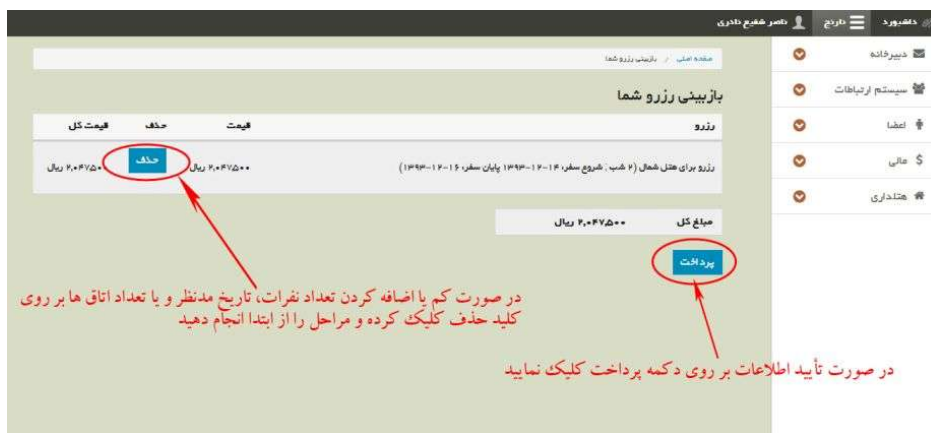 داشبورد
نارنج
ناصر شفیع نادری
دبیرخانه
سیستم ارتباطات
اعضا
مالی
هتلداری
صفحه اصلی / بازبینی رزرو شما
بازبینی رزرو شما
رزرو قیمت حذف قیمت کل
رزرو برای هتل شمال (۲ شب : شروع سفر: ۱۴-۱۲-۱۳۹۳ پایان سفر: ۱۶-۱۲-۱۳۹۳) ۲,۰۴۷,۵۰۰ ریال حذف ۲,۰۴۷,۵۰۰ ریال
مبلغ کل ۲,۰۴۷,۵۰۰ ریال
پرداخت
در صورت کم یا اضافه کردن تعداد نفرات، تاریخ مدنظر و یا تعداد اتاق ها بر روی
کلید حذف کلیک کرده و مراحل را از ابتدا انجام دهید
در صورت تأیید اطلاعات بر روی دکمه پرداخت کلیک نمایید